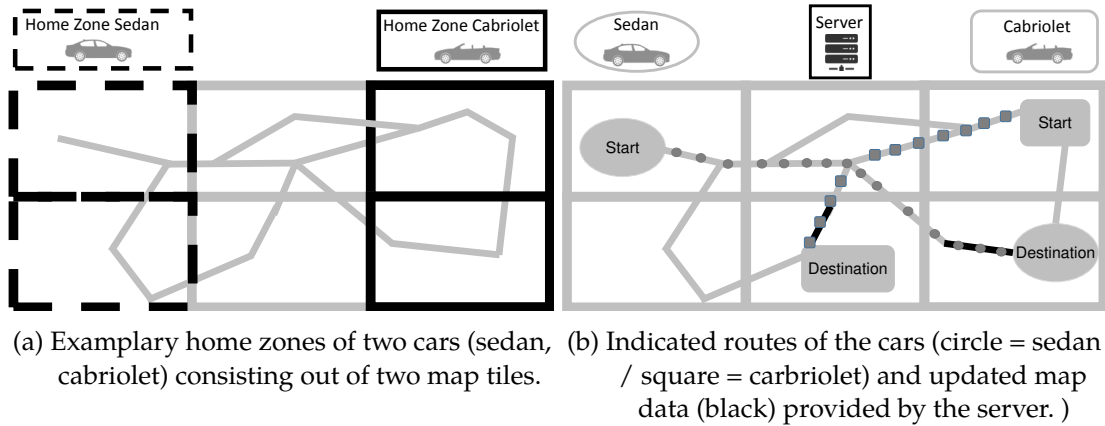 Home Zone Sedan
Home Zone Cabriolet
Sedan
Server
Cabriolet
Start
Start
Destination
Destination
(a) Examplary home zones of two cars (sedan,
cabriolet) consisting out of two map tiles.
(b) Indicated routes of the cars (circle = sedan
/ square = carbriolet) and updated map
data (black) provided by the server. )